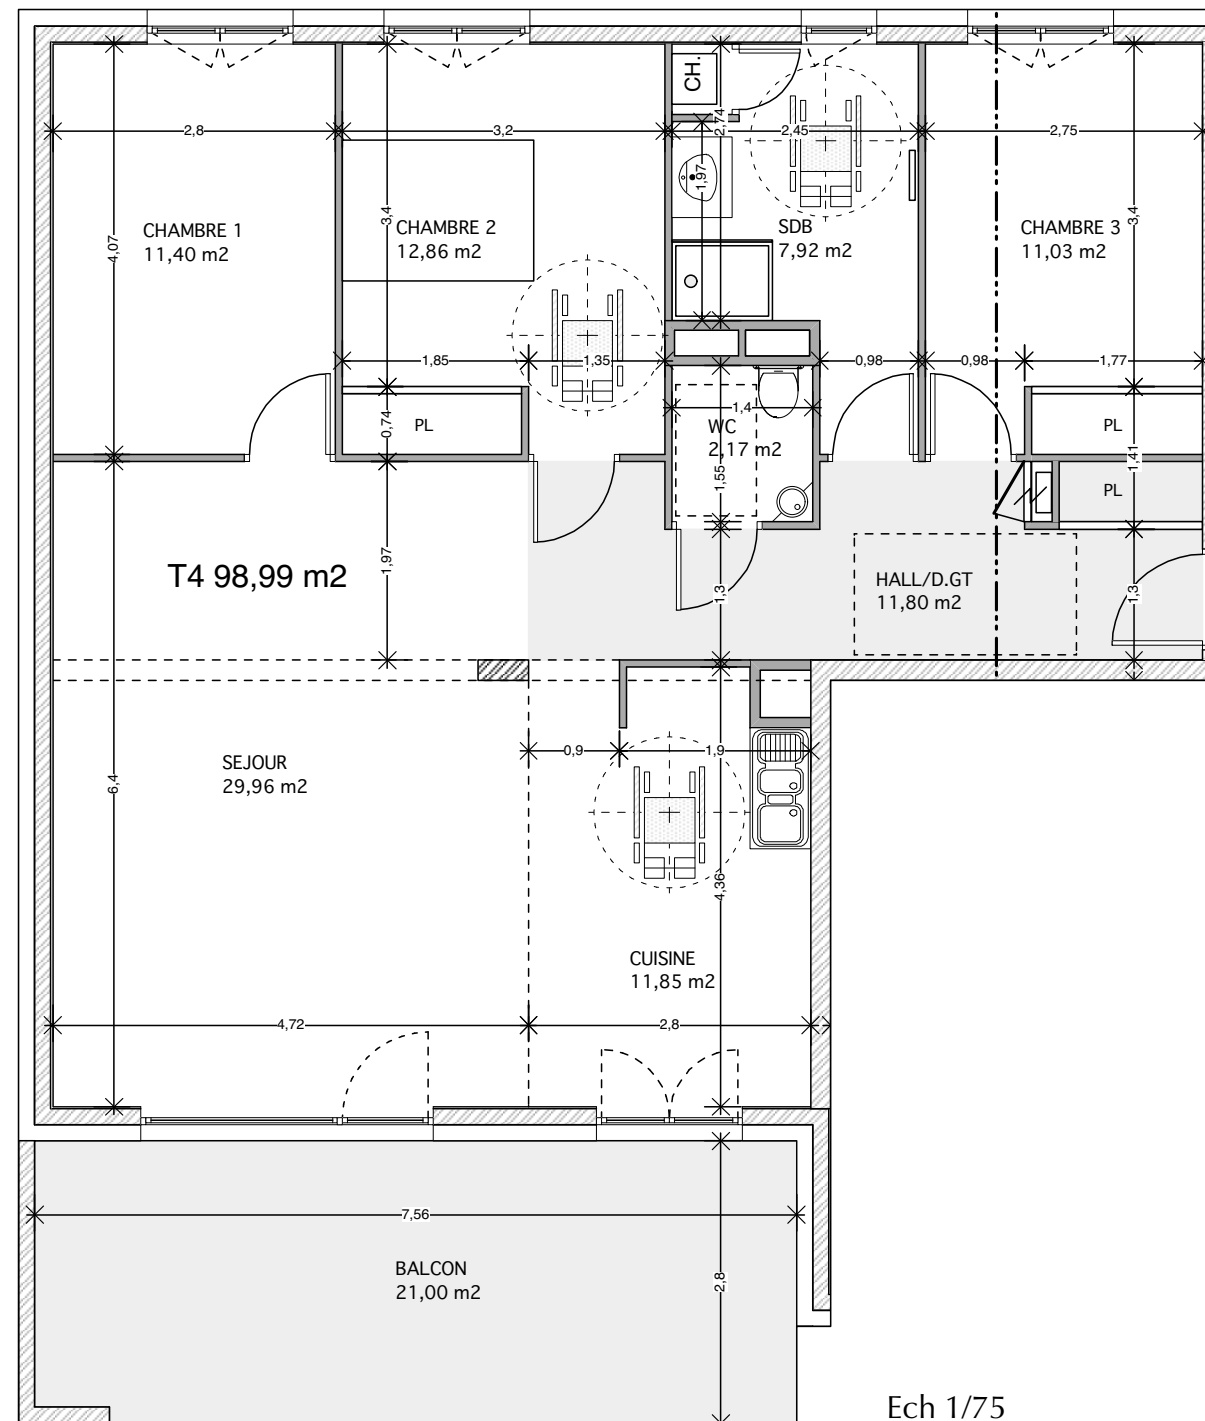 CH.
2,8
3,2
2,74
2,45
2,75
1,97
CHAMBRE 1
11,40 m2
4,07
3,4
CHAMBRE 2
12,86 m2
SDB
7,92 m2
CHAMBRE 3
11,03 m2
3,4
1,85
1,35
0,98
0,98
1,77
PL
0,74
1,4
WC
2,17 m2
1,55
PL
1,41
PL
T4 98,99 m2
1,97
1,3
HALL/D.GT
11,80 m2
1,3
0,9
1,9
SEJOUR
29,96 m2
6,4
4,36
CUISINE
11,85 m2
4,72
2,8
7,56
BALCON
21,00 m2
2,8
Ech 1/75